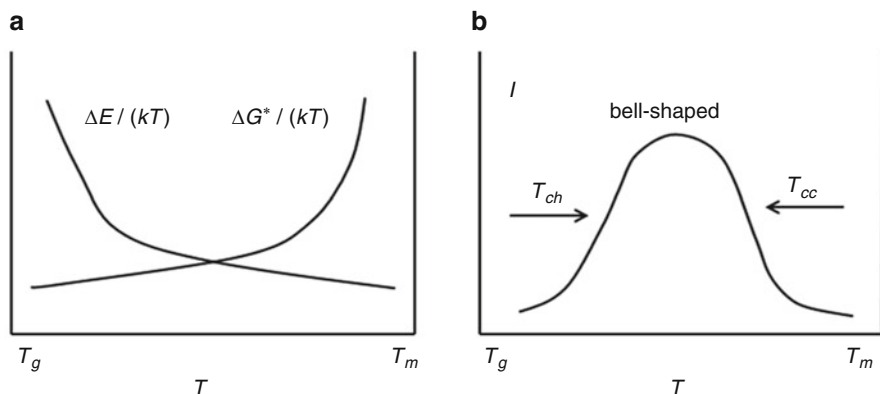 a
ΔE / (kT)
ΔG* / (kT)
T_g
T_m
T
b
I
bell-shaped
T_ch
T_cc
T_g
T_m
T